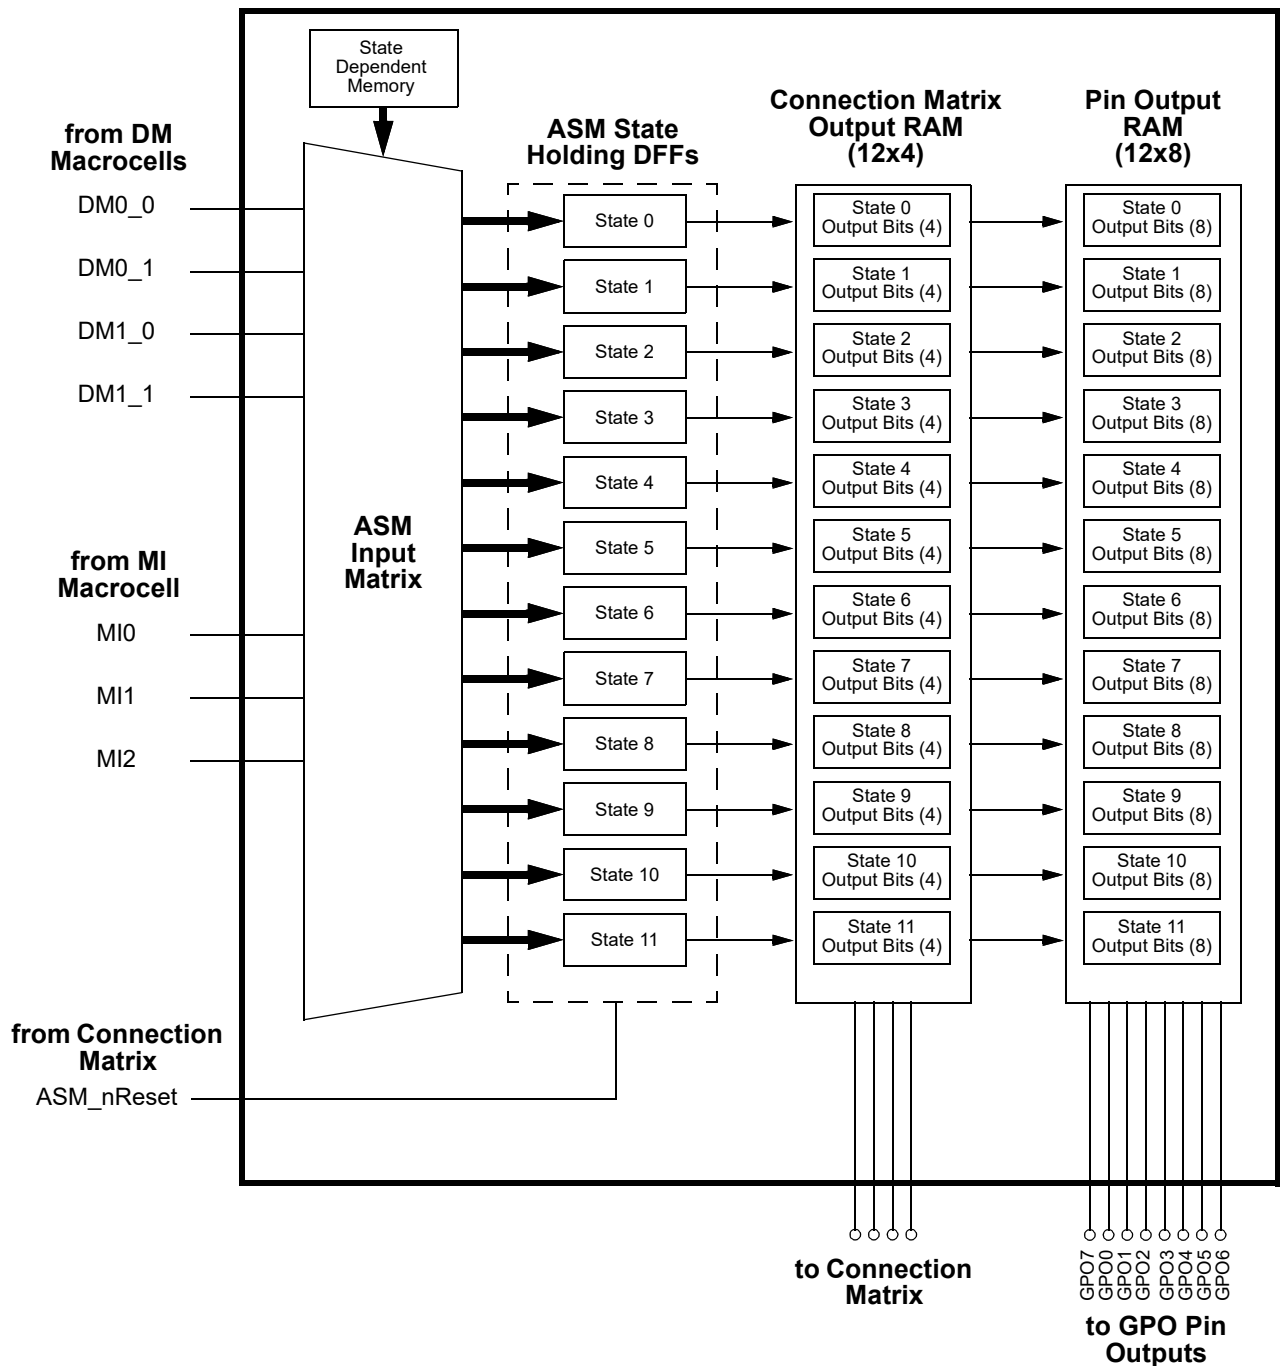 State
Dependent
Memory
from DM
Macrocells
DM0_0
DM0_1
DM1_0
DM1_1
from MI
Macrocell
MI0
MI1
MI2
from Connection
Matrix
ASM_nReset
ASM
Input
Matrix
ASM State
Holding DFFs
State 0
State 1
State 2
State 3
State 4
State 5
State 6
State 7
State 8
State 9
State 10
State 11
Connection Matrix
Output RAM
(12x4)
State 0
Output Bits (4)
State 1
Output Bits (4)
State 2
Output Bits (4)
State 3
Output Bits (4)
State 4
Output Bits (4)
State 5
Output Bits (4)
State 6
Output Bits (4)
State 7
Output Bits (4)
State 8
Output Bits (4)
State 9
Output Bits (4)
State 10
Output Bits (4)
State 11
Output Bits (4)
to Connection
Matrix
Pin Output
RAM
(12x8)
State 0
Output Bits (8)
State 1
Output Bits (8)
State 2
Output Bits (8)
State 3
Output Bits (8)
State 4
Output Bits (8)
State 5
Output Bits (8)
State 6
Output Bits (8)
State 7
Output Bits (8)
State 8
Output Bits (8)
State 9
Output Bits (8)
State 10
Output Bits (8)
State 11
Output Bits (8)
GPO7
GPO0
GPO1
GPO2
GPO3
GPO4
GPO5
GPO6
to GPO Pin
Outputs